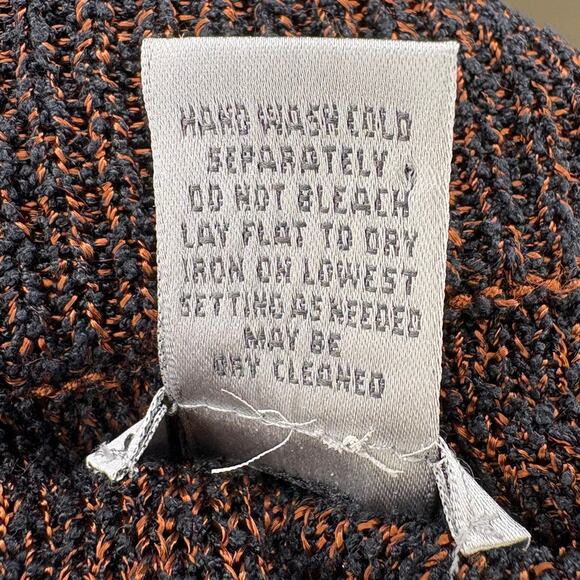 HAND WASH COLD
SEPARATELY,
DO NOT BLEACH
LAY FLAT TO DRY
IRON ON LOWEST
SETTING AS NEEDED
MAY BE
DRY CLEANED